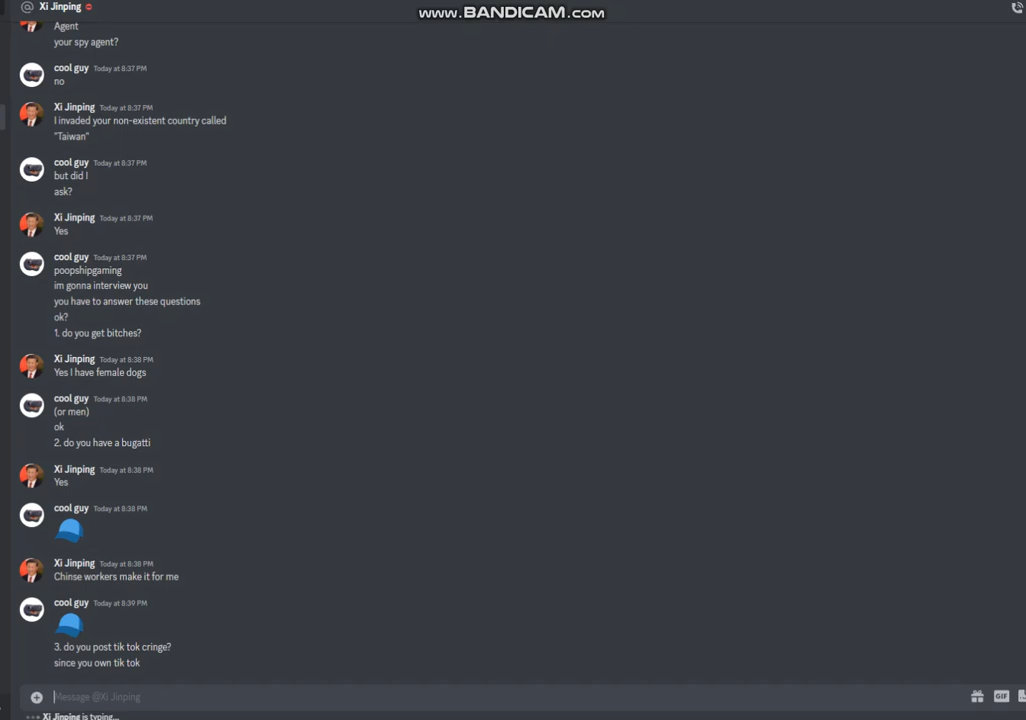 Xi Jinping
www.BANDICAM.com
Agent
your spy agent?
cool guy Today at 8:37 PM
no
Xi Jinping Today at 8:37 PM
I invaded your non-existent country called
"Taiwan"
cool guy Today at 8:37 PM
but did I
ask?
Xi Jinping Today at 8:37 PM
Yes
cool guy Today at 8:37 PM
poopshipgaming
im gonna interview you
you have to answer these questions
ok?
1. do you get bitches?
Xi Jinping Today at 8:38 PM
Yes I have female dogs
cool guy Today at 8:38 PM
(or men)
ok
2. do you have a bugatti
Xi Jinping Today at 8:38 PM
Yes
cool guy Today at 8:38 PM
Xi Jinping Today at 8:38 PM
Chinse workers make it for me
cool guy Today at 8:39 PM
3. do you post tik tok cringe?
since you own tik tok
Message @Xi Jinping
GIF
Xi Jinping is typing...